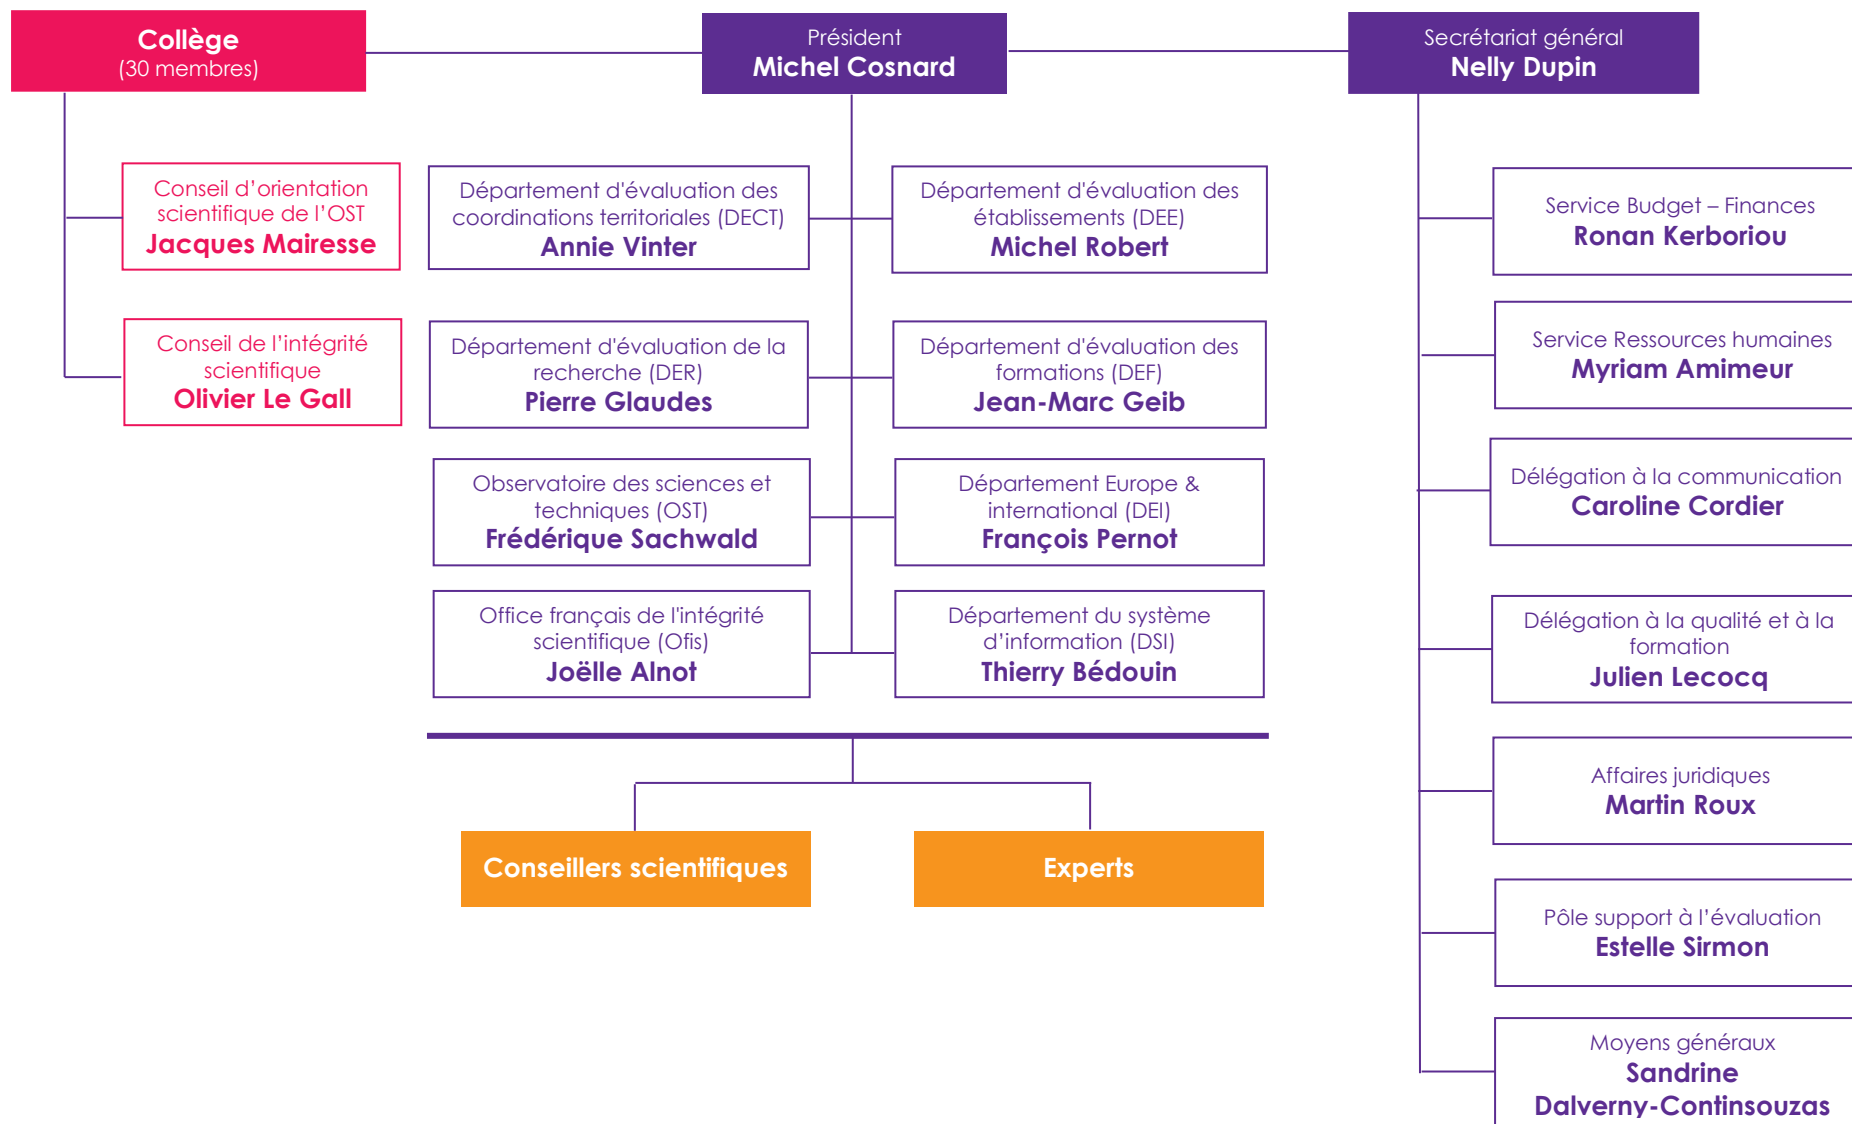 Collège
(30 membres)
Président
Michel Cosnard
Secrétariat général
Nelly Dupin
Conseil d’orientation
scientifique de l’OST
Jacques Mairesse
Conseil de l’intégrité
scientifique
Olivier Le Gall
Département d'évaluation des
coordinations territoriales (DECT)
Annie Vinter
Département d'évaluation des
établissements (DEE)
Michel Robert
Département d'évaluation de la
recherche (DER)
Pierre Glaudes
Département d'évaluation des
formations (DEF)
Jean-Marc Geib
Observatoire des sciences et
techniques (OST)
Frédérique Sachwald
Département Europe &
international (DEI)
François Pernot
Office français de l'intégrité
scientifique (Ofis)
Joëlle Alnot
Département du système
d’information (DSI)
Thierry Bédouin
Conseillers scientifiques
Experts
Service Budget – Finances
Ronan Kerboriou
Service Ressources humaines
Myriam Amimeur
Délégation à la communication
Caroline Cordier
Délégation à la qualité et à la
formation
Julien Lecocq
Affaires juridiques
Martin Roux
Pôle support à l’évaluation
Estelle Sirmon
Moyens généraux
Sandrine
Dalverny-Continsouzas